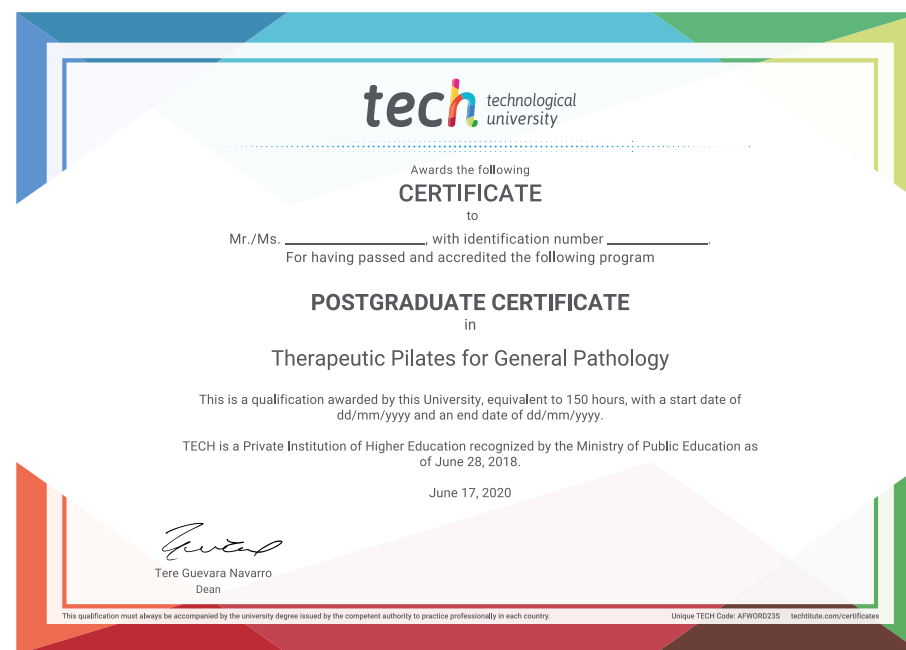 tech technological
university
Awards the following
CERTIFICATE
to
Mr./Ms. ____________, with identification number ____________.
For having passed and accredited the following program
POSTGRADUATE CERTIFICATE
in
Therapeutic Pilates for General Pathology
This is a qualification awarded by this University, equivalent to 150 hours, with a start date of
dd/mm/yyyy and an end date of dd/mm/yyyy.
TECH is a Private Institution of Higher Education recognized by the Ministry of Public Education as
of June 28, 2018.
June 17, 2020
Tere Guevara Navarro
Dean
This qualification must always be accompanied by the university degree issued by the competent authority to practice professionally in each country.
Unique TECH Code: AFWORD23S techtitute.com/certificates